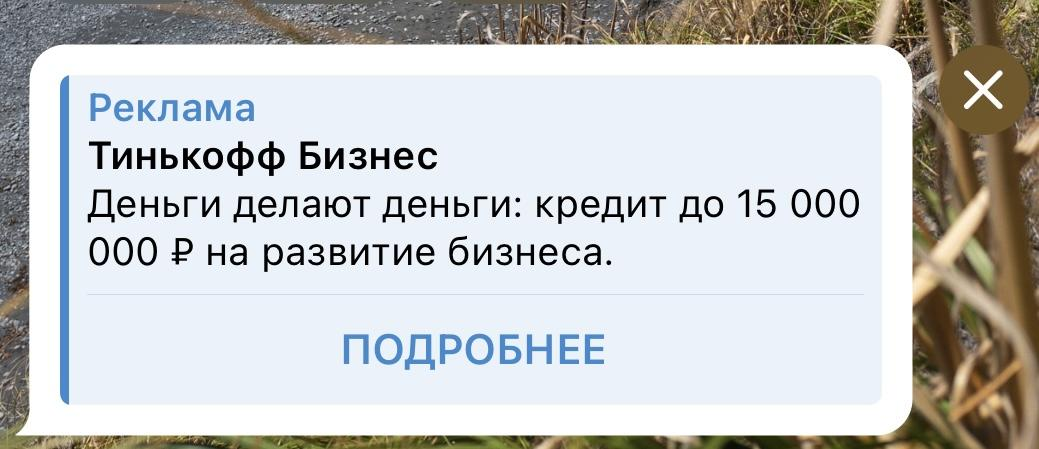 Реклама
Тинькофф Бизнес
Деньги делают деньги: кредит до 15 000
000 ₽ на развитие бизнеса.
ПОДРОБНЕЕ